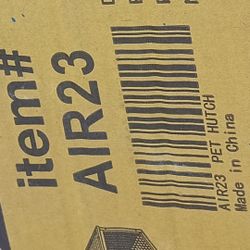 item#
AIR23
AIR23 PET HUTCH
Made in China